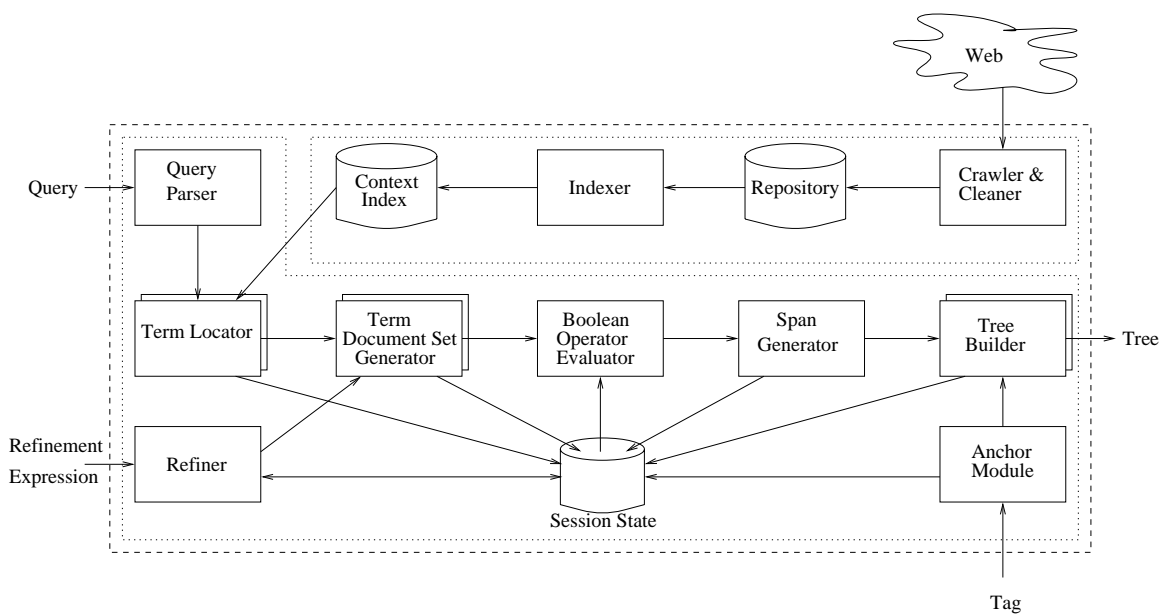 Web
Query
Query
Parser
Context
Index
Indexer
Repository
Crawler &
Cleaner
Term Locator
Term
Document Set
Generator
Boolean
Operator
Evaluator
Span
Generator
Tree
Builder
Tree
Refinement
Expression
Refiner
Session State
Anchor
Module
Tag